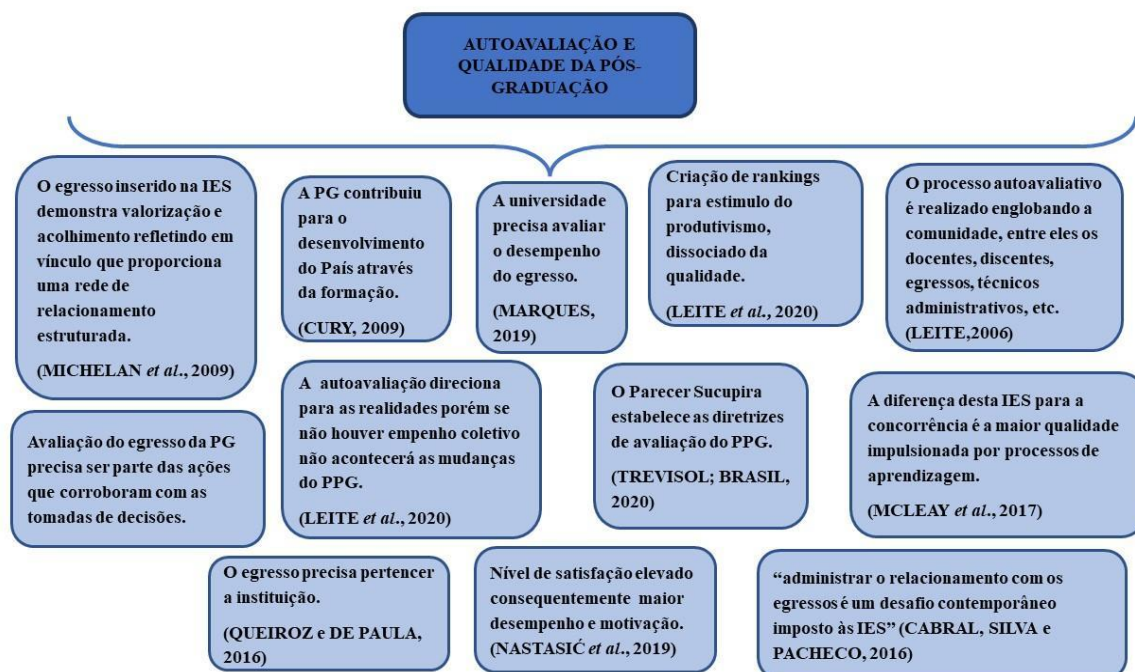 AUTOAVALIAÇÃO E
QUALIDADE DA PÓS-
GRADUAÇÃO
O egresso inserido na IES
demonstra valorização e
acolhimento refletindo em
vínculo que proporciona
uma rede de
relacionamento
estruturada.
(MICHELAN et al., 2009)
A PG contribuiu
para o
desenvolvimento
do País através
da formação.
(CURY, 2009)
A universidade
precisa avaliar
o desempenho
do egresso.
(MARQUES,
2019)
Criação de rankings
para estimulo do
produtivismo,
dissociado da
qualidade.
(LEITE et al., 2020)
O processo autoavaliativo
é realizado englobando a
comunidade, entre eles os
docentes, discentes,
egressos, técnicos
administrativos, etc.
(LEITE,2006)
Avaliação do egresso da PG
precisa ser parte das ações
que corroboram com as
tomadas de decisões.
A autoavaliação direciona
para as realidades porém se
não houver empenho coletivo
não acontecerá as mudanças
do PPG.
(LEITE et al., 2020)
O Parecer Sucupira
estabelece as diretrizes
de avaliação do PPG.
(TREVISOL; BRASIL,
2020)
A diferença desta IES para a
concorrência é a maior qualidade
impulsionada por processos de
aprendizagem.
(MCLEAY et al., 2017)
O egresso precisa pertencer
a instituição.
(QUEIROZ e DE PAULA,
2016)
Nível de satisfação elevado
consequentemente maior
desempenho e motivação.
(NASTASIĆ et al., 2019)
“administrar o relacionamento com os
egressos é um desafio contemporâneo
imposto às IES” (CABRAL, SILVA e
PACHECO, 2016)